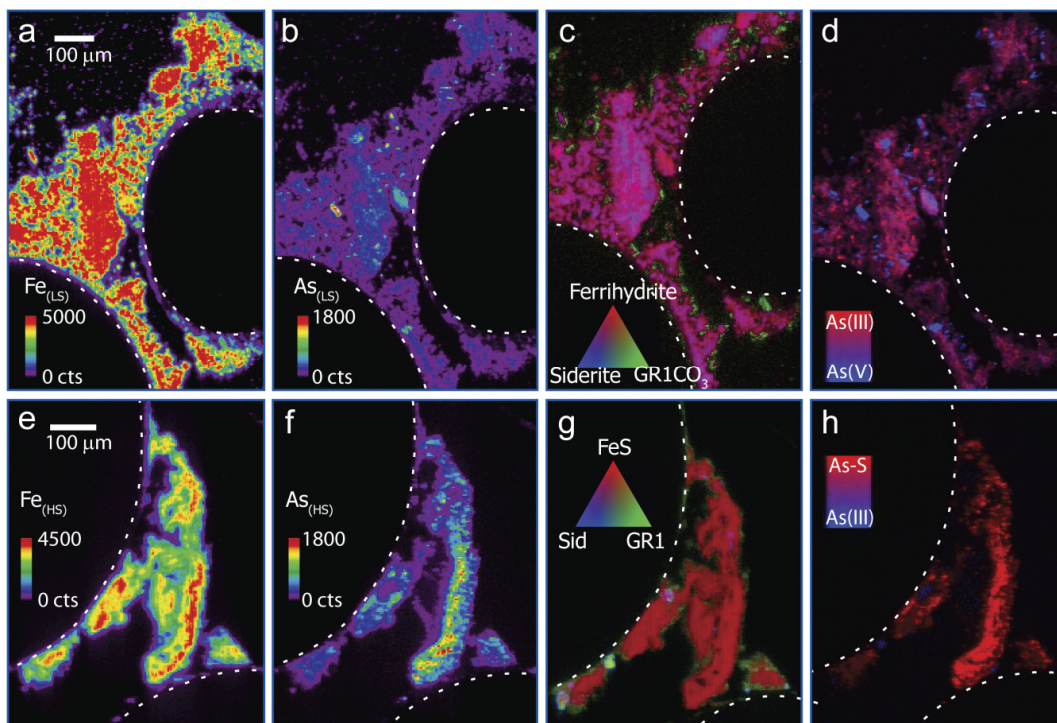 a
100 μm
Fe(LS)
5000
0 cts
b
As(LS)
1800
0 cts
c
Ferrihydrite
Siderite GR1CO3
d
As(III)
As(V)
e
100 μm
Fe(HS)
4500
0 cts
f
As(HS)
1800
0 cts
g
FeS
Sid GR1
h
As-S
As(III)